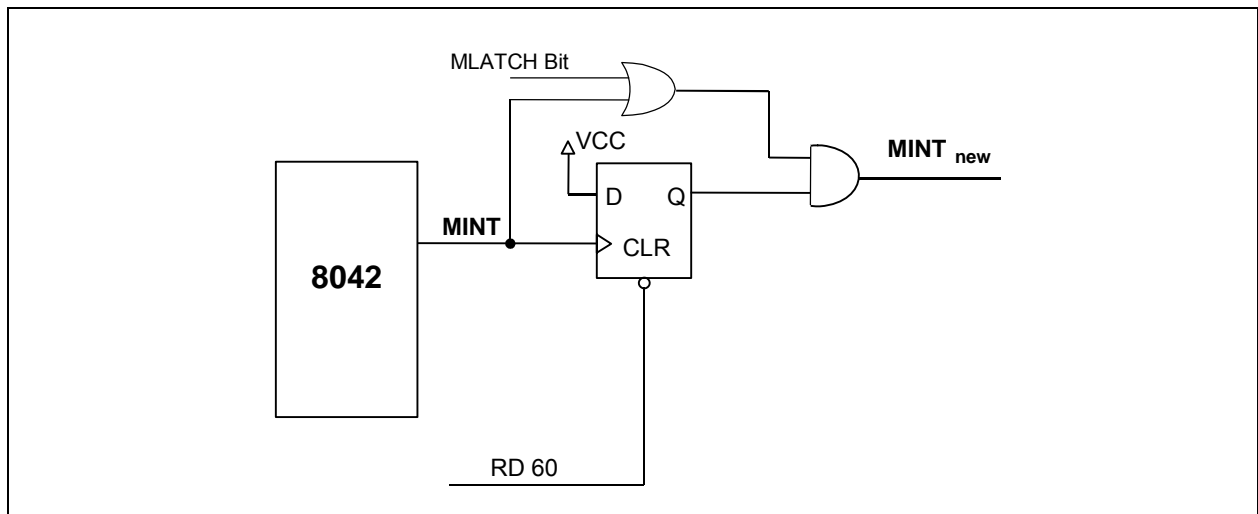 MLATCH Bit
VCC
MINT new
D Q
MINT
CLR
8042
RD 60